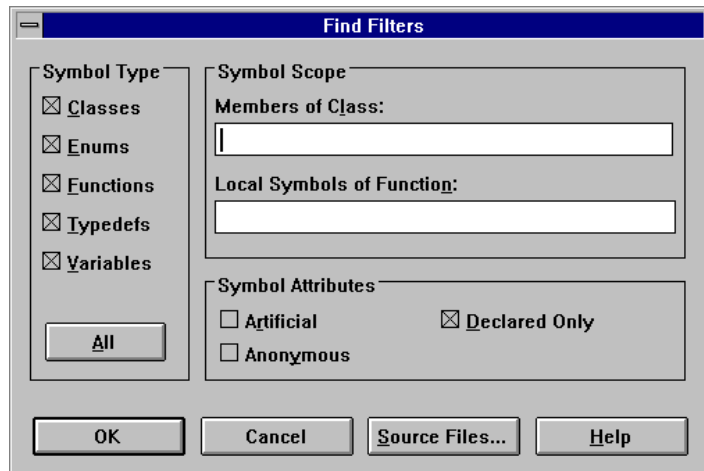 Find Filters
Symbol Type
Classes
Enums
Functions
Typedefs
Variables
All
Symbol Scope
Members of Class:
Local Symbols of Function:
Symbol Attributes
Artificial
Declared Only
Anonymous
OK
Cancel
Source Files...
Help